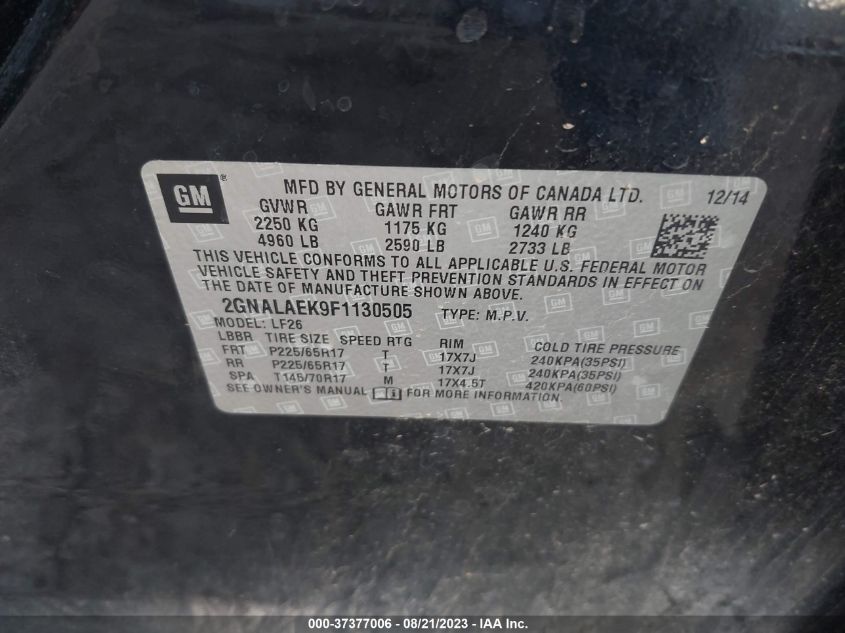 GM ®
MFD BY GENERAL MOTORS OF CANADA LTD. 12/14
GVWR GAWR FRT GAWR RR
2250 KG 1175 KG 1240 KG
4960 LB 2590 LB 2733 LB
THIS VEHICLE CONFORMS TO ALL APPLICABLE U.S. FEDERAL MOTOR
VEHICLE SAFETY AND THEFT PREVENTION STANDARDS IN EFFECT ON
THE DATE OF MANUFACTURE SHOWN ABOVE.
2GNALAEK9F1130505 TYPE: M.P.V.
MODEL: LF26
LBBR TIRE SIZE SPEED RTG RIM COLD TIRE PRESSURE
FRT P225/65R17 T 17X7J 240KPA(35PSI)
RR P225/65R17 T 17X7J 240KPA(35PSI)
SPA T145/70R17 M 17X4.5T 420KPA(60PSI)
SEE OWNER'S MANUAL FOR MORE INFORMATION.
000-37377006 - 08/21/2023 - Copyright © 2023 - IAA.